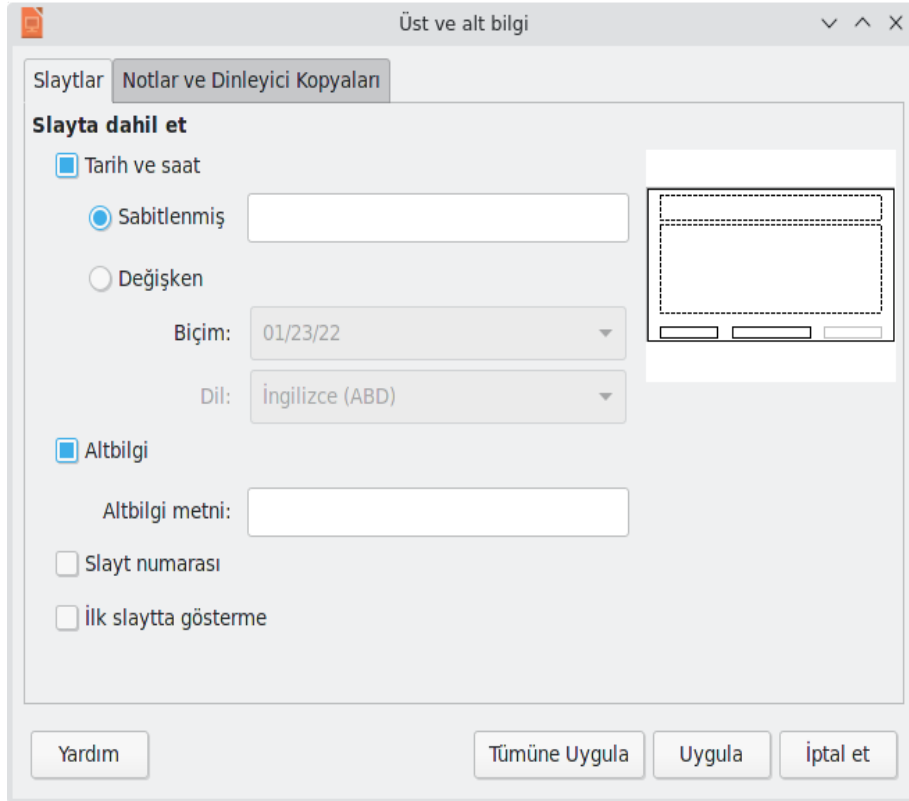 Üst ve alt bilgi
Slaytlar Notlar ve Dinleyici Kopyaları
Slayta dahil et
Tarih ve saat
Sabitlenmiş
Değişken
Biçim: 01/23/22
Dil: İngilizce (ABD)
Altbilgi
Altbilgi metni:
Slayt numarası
İlk slaytta gösterme
Yardım Tümüne Uygula Uygula İptal et